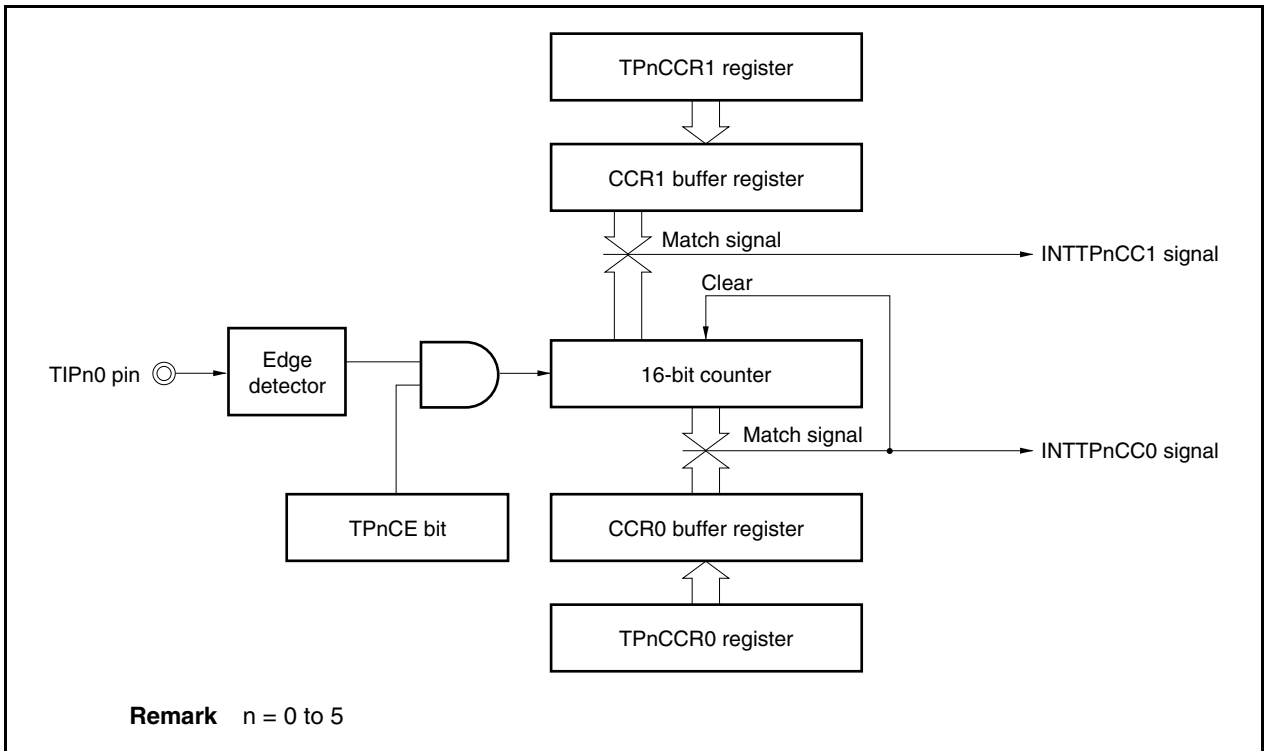 TPnCCR1 register
CCR1 buffer register
Match signal
INTTPnCC1 signal
Clear
TIPn0 pin
Edge
detector
16-bit counter
Match signal
INTTPnCC0 signal
TPnCE bit
CCR0 buffer register
TPnCCR0 register
Remark n = 0 to 5